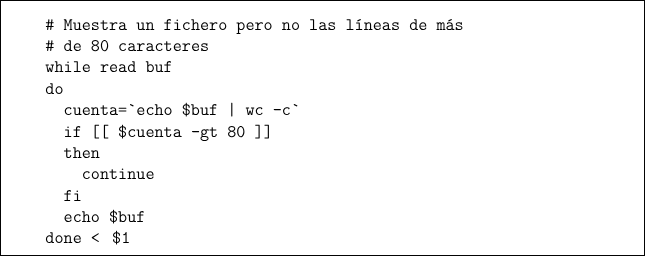 # Muestra un fichero pero no las líneas de más
# de 80 caracteres
while read buf
do
  cuenta=`echo $buf | wc -c`
  if [[ $cuenta -gt 80 ]]
  then
    continue
  fi
  echo $buf
done < $1